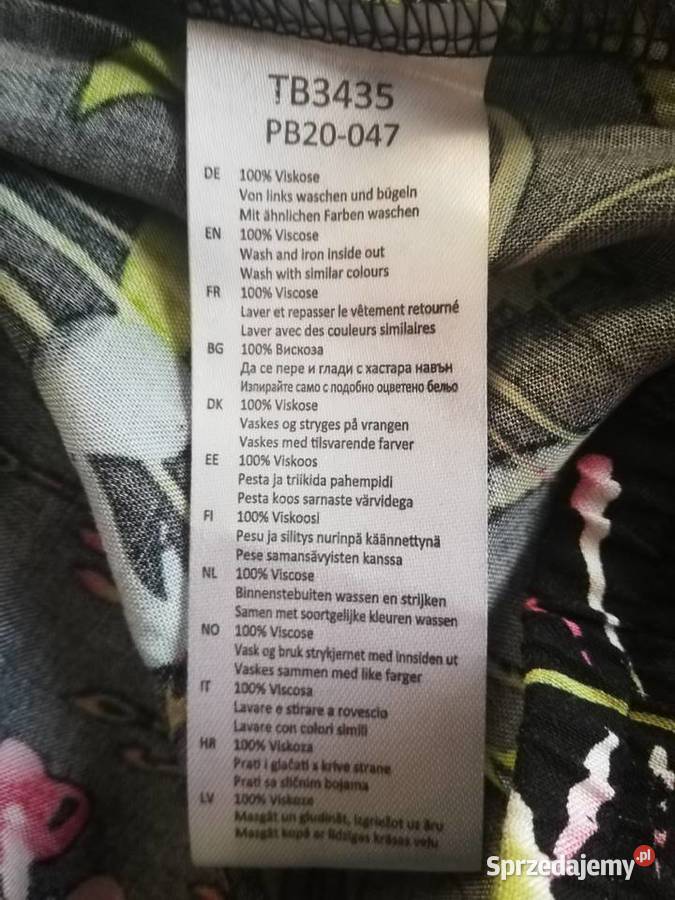 TB3435
PB20-047
DE 100% Viskose
Von links waschen und bügeln
Mit ähnlichen Farben waschen
EN 100% Viscose
Wash and iron inside out
Wash with similar colours
FR 100% Viscose
Laver et repasser le vêtement retourné
Laver avec des couleurs similaires
BG 100% Вискоза
Да се пере и глади с хастара навън
Изпирайте само с подобно оцветено бельо
DK 100% Viskose
Vaskes og stryges på vrangen
Vaskes med tilsvarende farver
EE 100% Viskoos
Pesta ja triikida pahempidi
Pesta koos sarnaste värvidega
FI 100% Viskoosi
Pesu ja silitys nurinpä käännettynä
Pese samansävyisten kanssa
NL 100% Viscose
Binnenstebuiten wassen en strijken
Samen met soortgelijke kleuren wassen
NO 100% Viscose
Vask og bruk strykjernet med innsiden ut
Vaskes sammen med like farger
IT 100% Viscosa
Lavare e stirare a rovescio
Lavare con colori simili
HR 100% Viskoza
Prati i glačati s krive strane
Prati sa sličnim bojama
LV 100% Viskoze
Mazgāt un gludināt, izgriežot uz āru
Mazgāt kopā ar līdzīgas krāsas veļu
Sprzedajemy.pl